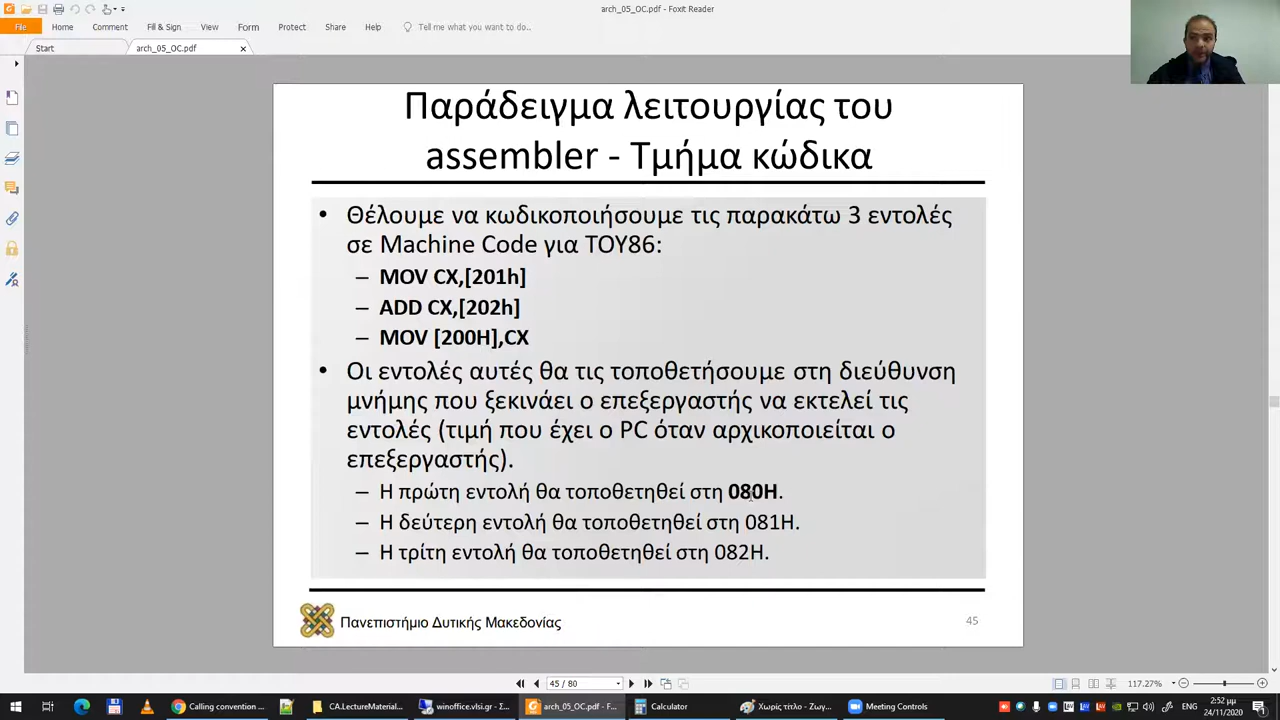 arch_05_OC.pdf - Foxit Reader
File Home Comment Fill & Sign View Form Protect Share Help Tell me what you want to do..
Start arch_05_OC.pdf
Παράδειγμα λειτουργίας του
assembler - Τμήμα κώδικα
• Θέλουμε να κωδικοποιήσουμε τις παρακάτω 3 εντολές
σε Machine Code για TOY86:
– MOV CX,[201h]
– ADD CX,[202h]
– MOV [200H],CX
• Οι εντολές αυτές θα τις τοποθετήσουμε στη διεύθυνση
μνήμης που ξεκινάει ο επεξεργαστής να εκτελεί τις
εντολές (τιμή που έχει ο PC όταν αρχικοποιείται ο
επεξεργαστής).
– Η πρώτη εντολή θα τοποθετηθεί στη 080H.
– Η δεύτερη εντολή θα τοποθετηθεί στη 081H.
– Η τρίτη εντολή θα τοποθετηθεί στη 082H.
Πανεπιστήμιο Δυτικής Μακεδονίας
45
45 / 80
117.27%
Calling convention ... CA.LectureMaterial... winoffice.vlsi.gr - Σ... arch_05_OC.pdf - F... Calculator Χωρίς τίτλο - Ζωγ... Meeting Controls
2:52 μμ
24/11/2020